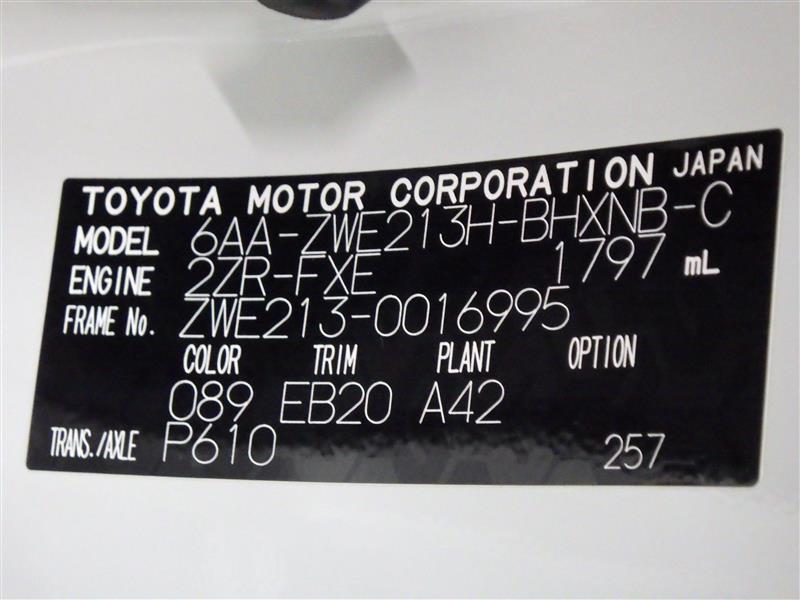 TOYOTA MOTOR CORPORATION JAPAN
MODEL 6AA-ZWE213H-BHXNB-C
ENGINE 2ZR-FXE 1797 mL
FRAME No. ZWE213-0016995
COLOR TRIM PLANT OPTION
089 EB20 A42
TRANS./AXLE P610 257